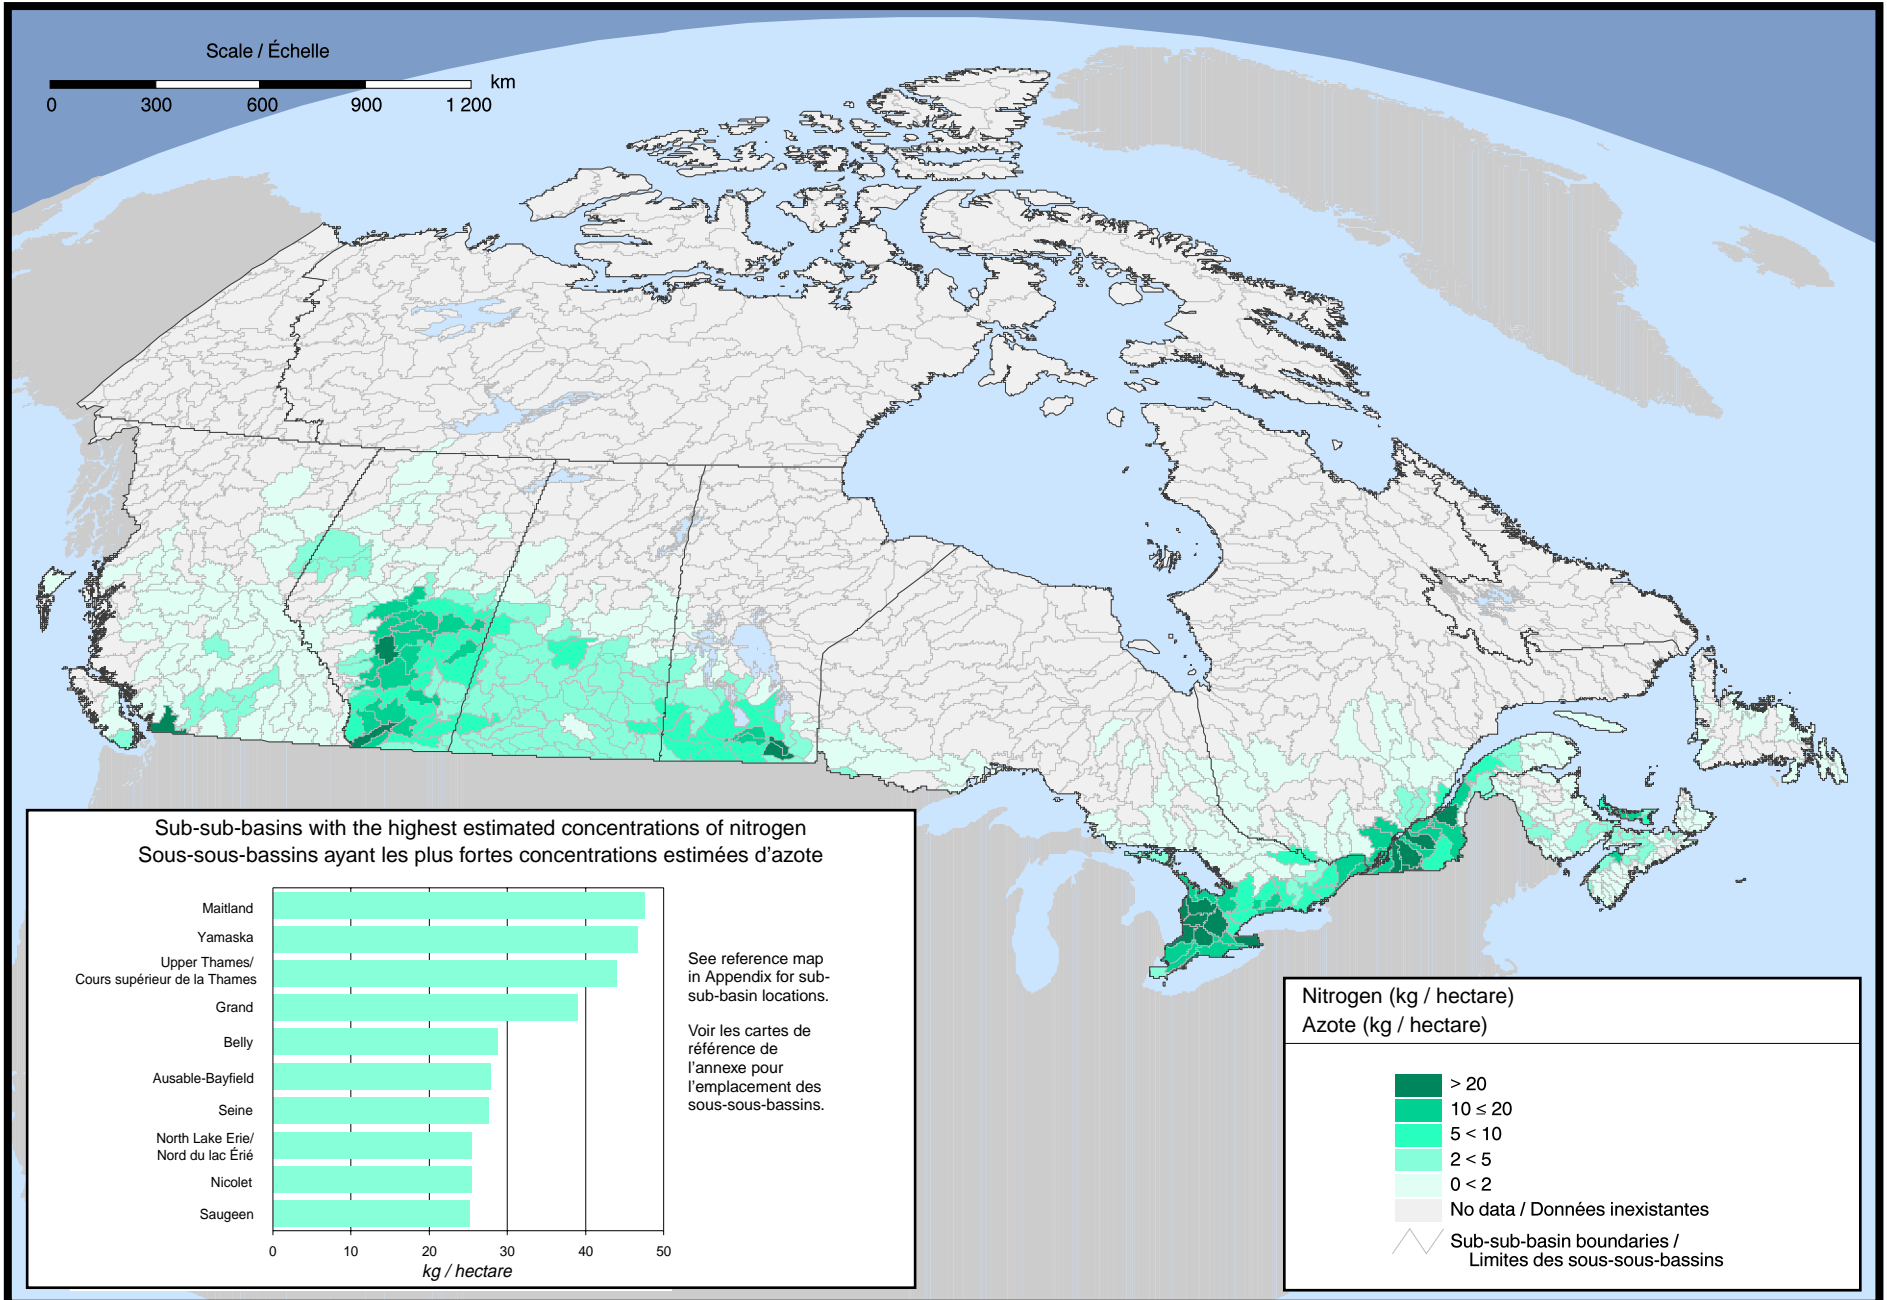 Scale / Échelle
km
0 300 600 900 1 200
Sub-sub-basins with the highest estimated concentrations of nitrogen
Sous-sous-bassins ayant les plus fortes concentrations estimées d’azote
Maitland
Yamaska
Upper Thames/
Cours supérieur de la Thames
Grand
Belly
Ausable-Bayfield
Seine
North Lake Erie/
Nord du lac Érié
Nicolet
Saugeen
0 10 20 30 40 50
kg / hectare
See reference map
in Appendix for sub-
sub-basin locations.
Voir les cartes de
référence de
l’annexe pour
l’emplacement des
sous-sous-bassins.
Nitrogen (kg / hectare)
Azote (kg / hectare)
> 20
10 ≤ 20
5 < 10
2 < 5
0 < 2
No data / Données inexistantes
Sub-sub-basin boundaries /
Limites des sous-sous-bassins